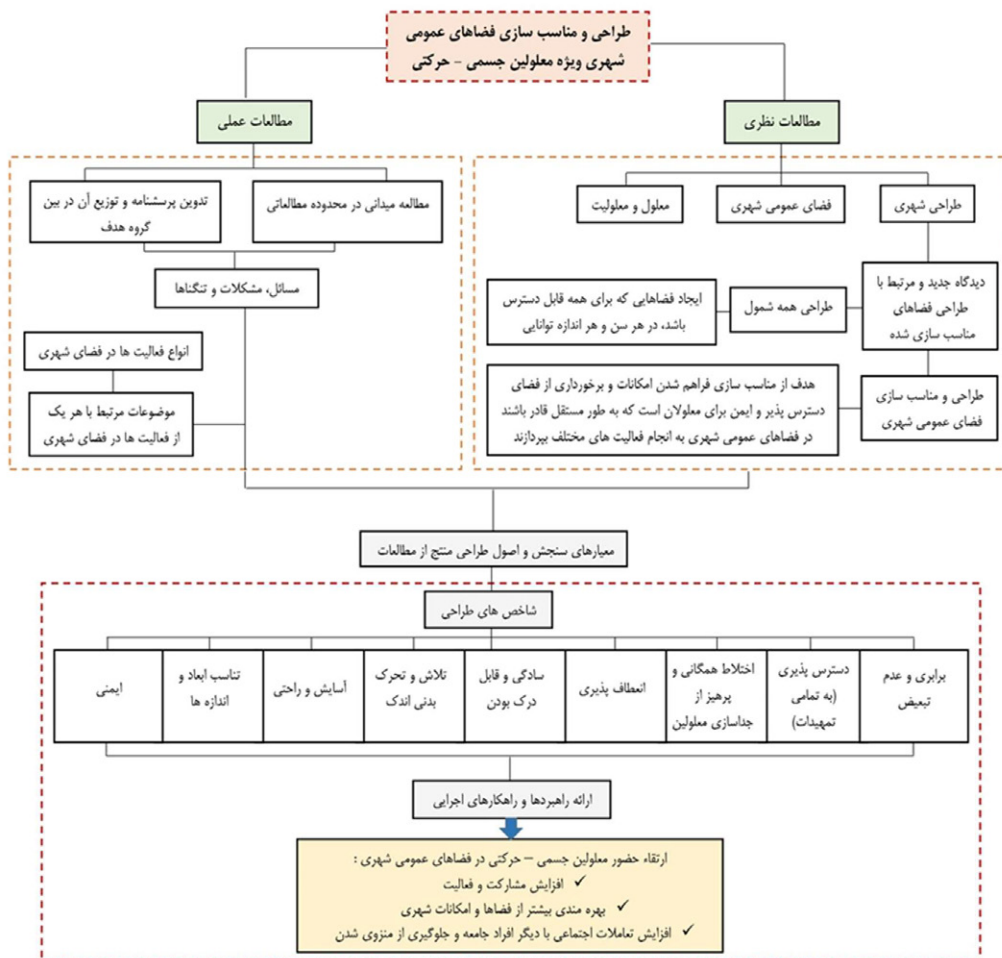 طراحی و مناسب سازی فضاهای عمومی
شهری ویژه معلولین جسمی – حرکتی
مطالعات نظری
طراحی شهری
فضای عمومی شهری
معلول و معلولیت
دیدگاه جدید و مرتبط با
طراحی فضاهای
مناسب سازی شده
طراحی همه شمول
ایجاد فضاهایی که برای همه قابل دسترس
باشد، در هر سن و هر اندازه توانایی
طراحی و مناسب سازی
فضای عمومی شهری
هدف از مناسب سازی فراهم شدن امکانات و برخورداری از فضای
دسترس پذیر و ایمن برای معلولان است که به طور مستقل قادر باشند
در فضاهای عمومی شهری به انجام فعالیت های مختلف بپردازند
مطالعات عملی
مطالعه میدانی در محدوده مطالعاتی
تدوین پرسشنامه و توزیع آن در بین
گروه هدف
مسائل، مشکلات و تنگناها
انواع فعالیت ها در فضای شهری
موضوعات مرتبط با هر یک
از فعالیت ها در فضای شهری
معیارهای سنجش و اصول طراحی منتج از مطالعات
شاخص های طراحی
برابری و عدم
تبعیض
دسترس پذیری
(به تمامی
تمهیدات)
اختلاط همگانی و
پرهیز از
جداسازی معلولین
انعطاف پذیری
سادگی و قابل
درک بودن
تلاش و تحرک
بدنی اندک
آسایش و راحتی
تناسب ابعاد و
اندازه ها
ایمنی
ارائه راهبردها و راهکارهای اجرایی
ارتقاء حضور معلولین جسمی – حرکتی در فضاهای عمومی شهری :
✓ افزایش مشارکت و فعالیت
✓ بهره مندی بیشتر از فضاها و امکانات شهری
✓ افزایش تعاملات اجتماعی با دیگر افراد جامعه و جلوگیری از منزوی شدن